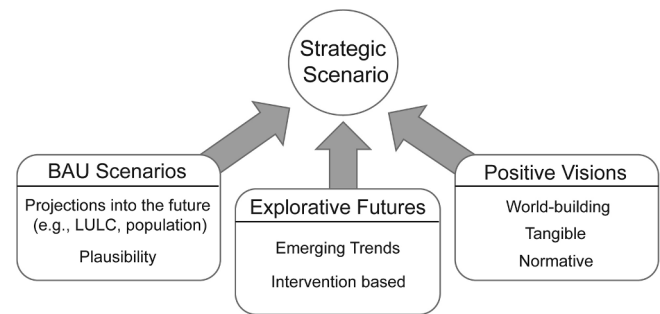 Strategic
Scenario
BAU Scenarios
Projections into the future
(e.g., LULC, population)
Plausibility
Explorative Futures
Emerging Trends
Intervention based
Positive Visions
World-building
Tangible
Normative